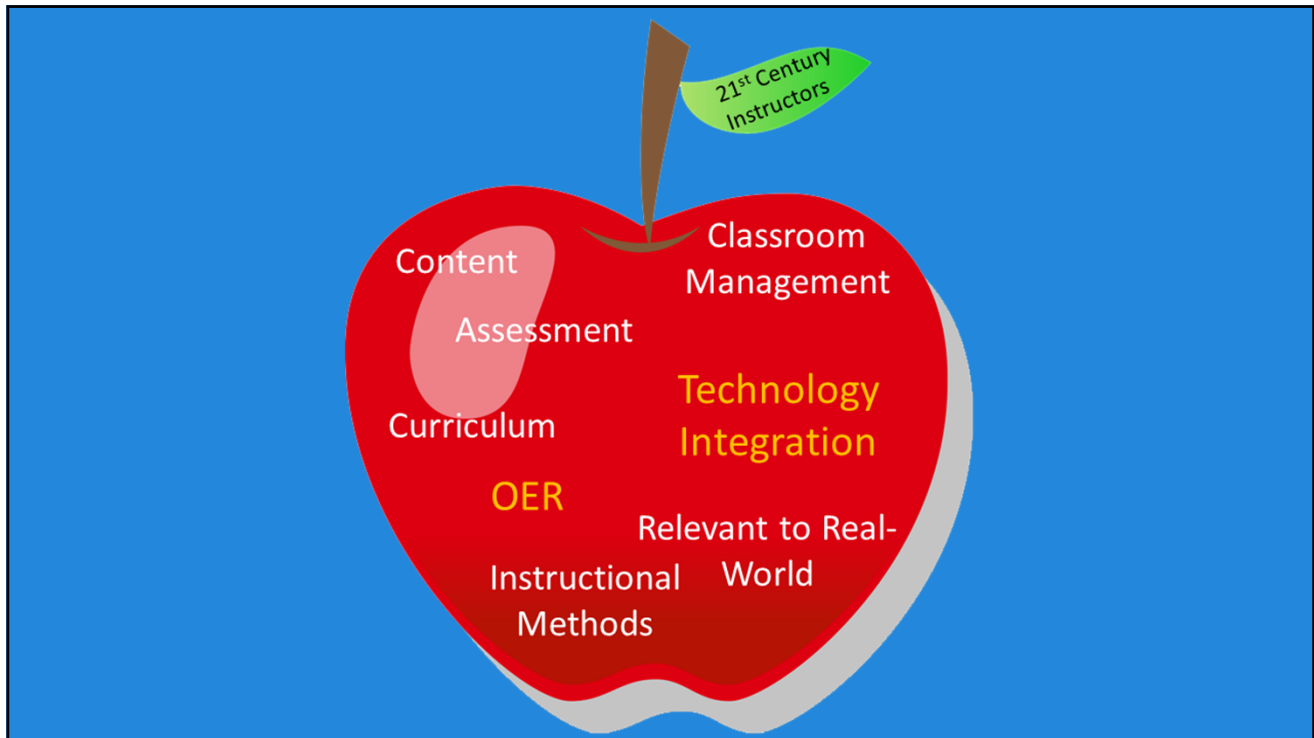 21st Century
Instructors
Content
Assessment
Curriculum
OER
Instructional
Methods
Classroom
Management
Technology
Integration
Relevant to Real-
World